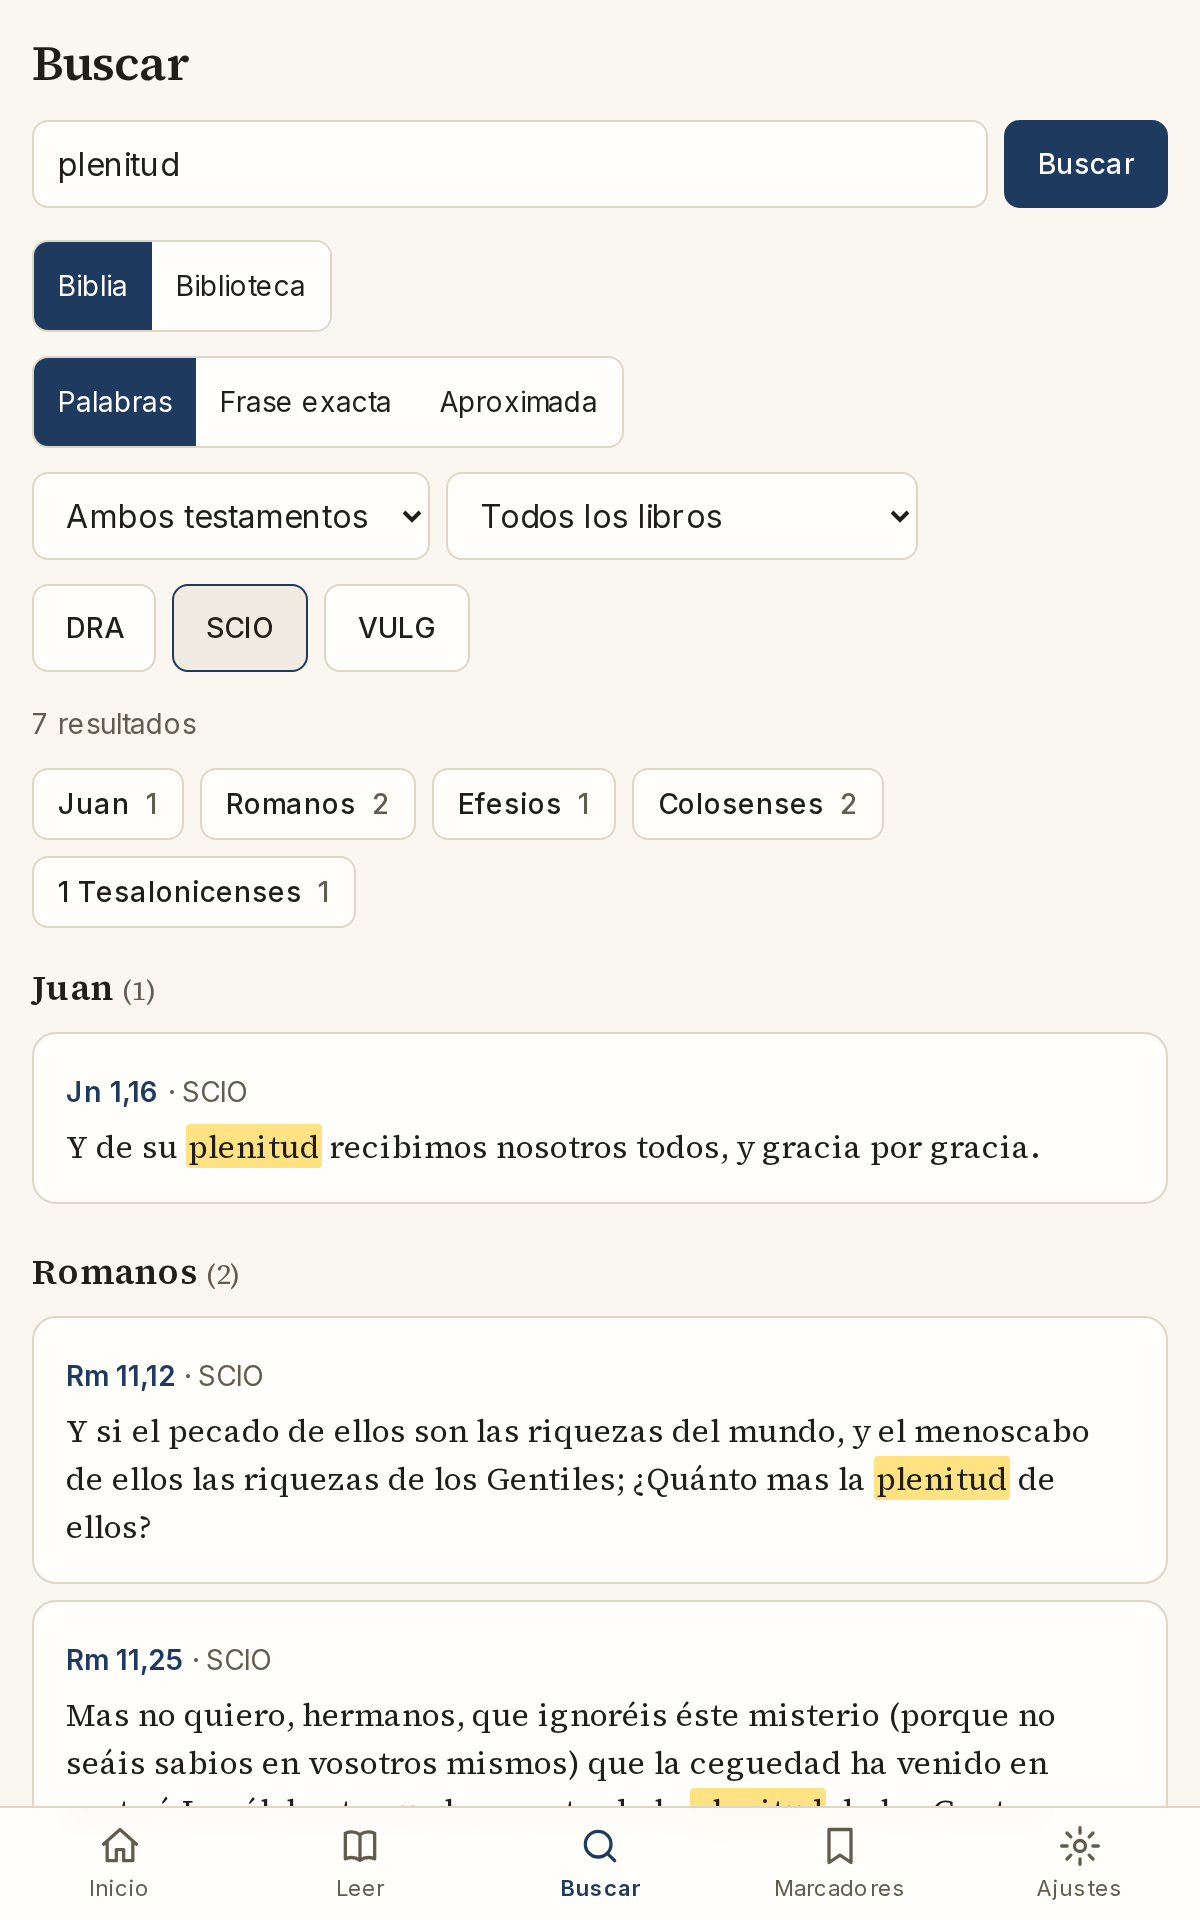 Buscar
plenitud
Buscar
Biblia Biblioteca
Palabras Frase exacta Aproximada
Ambos testamentos Todos los libros
DRA SCIO VULG
7 resultados
Juan 1 Romanos 2 Efesios 1 Colosenses 2
1 Tesalonicenses 1
Juan (1)
Jn 1,16 · SCIO
Y de su plenitud recibimos nosotros todos, y gracia por gracia.
Romanos (2)
Rm 11,12 · SCIO
Y si el pecado de ellos son las riquezas del mundo, y el menoscabo
de ellos las riquezas de los Gentiles; ¿Quánto mas la plenitud de
ellos?
Rm 11,25 · SCIO
Mas no quiero, hermanos, que ignoréis éste misterio (porque no
seáis sabios en vosotros mismos) que la ceguedad ha venido en
plenitud
Inicio Leer Buscar Marcadores Ajustes